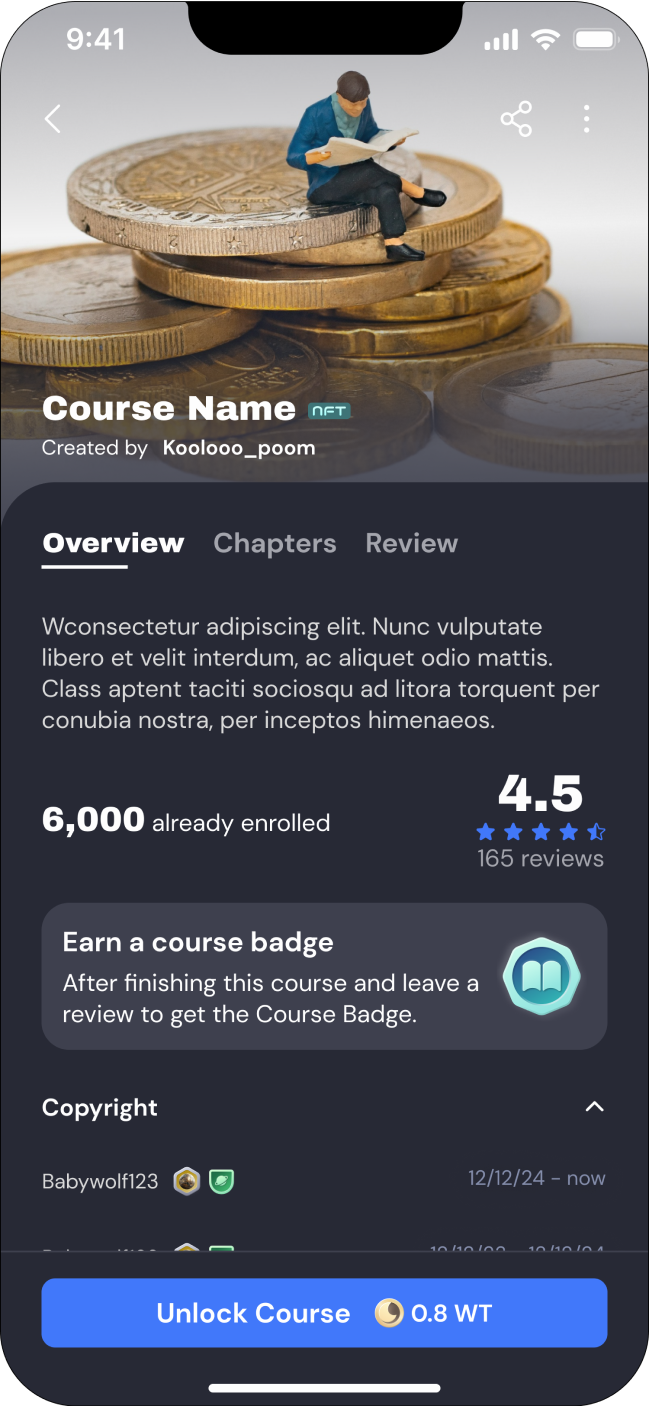 9:41
Course Name NFT
Created by Koolooo_poom
Overview Chapters Review
Wconsectetur adipiscing elit. Nunc vulputate
libero et velit interdum, ac aliquet odio mattis.
Class aptent taciti sociosqu ad litora torquent per
conubia nostra, per inceptos himenaeos.
4.5
6,000 already enrolled
165 reviews
Earn a course badge
After finishing this course and leave a
review to get the Course Badge.
Copyright
Babywolf123 12/12/24 - now
Unlock Course 0.8 WT